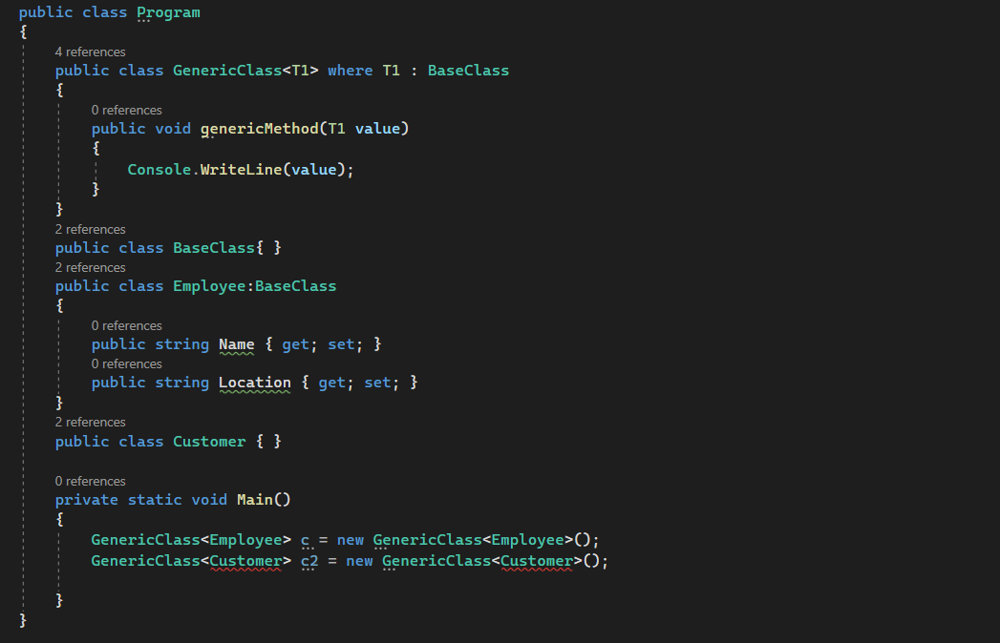 public class Program
{
4 references
public class GenericClass<T1> where T1 : BaseClass
{
0 references
public void genericMethod(T1 value)
{
Console.WriteLine(value);
}
}
2 references
public class BaseClass{ }
2 references
public class Employee:BaseClass
{
0 references
public string Name { get; set; }
0 references
public string Location { get; set; }
}
2 references
public class Customer { }
0 references
private static void Main()
{
GenericClass<Employee> c = new GenericClass<Employee>();
GenericClass<Customer> c2 = new GenericClass<Customer>();
}
}